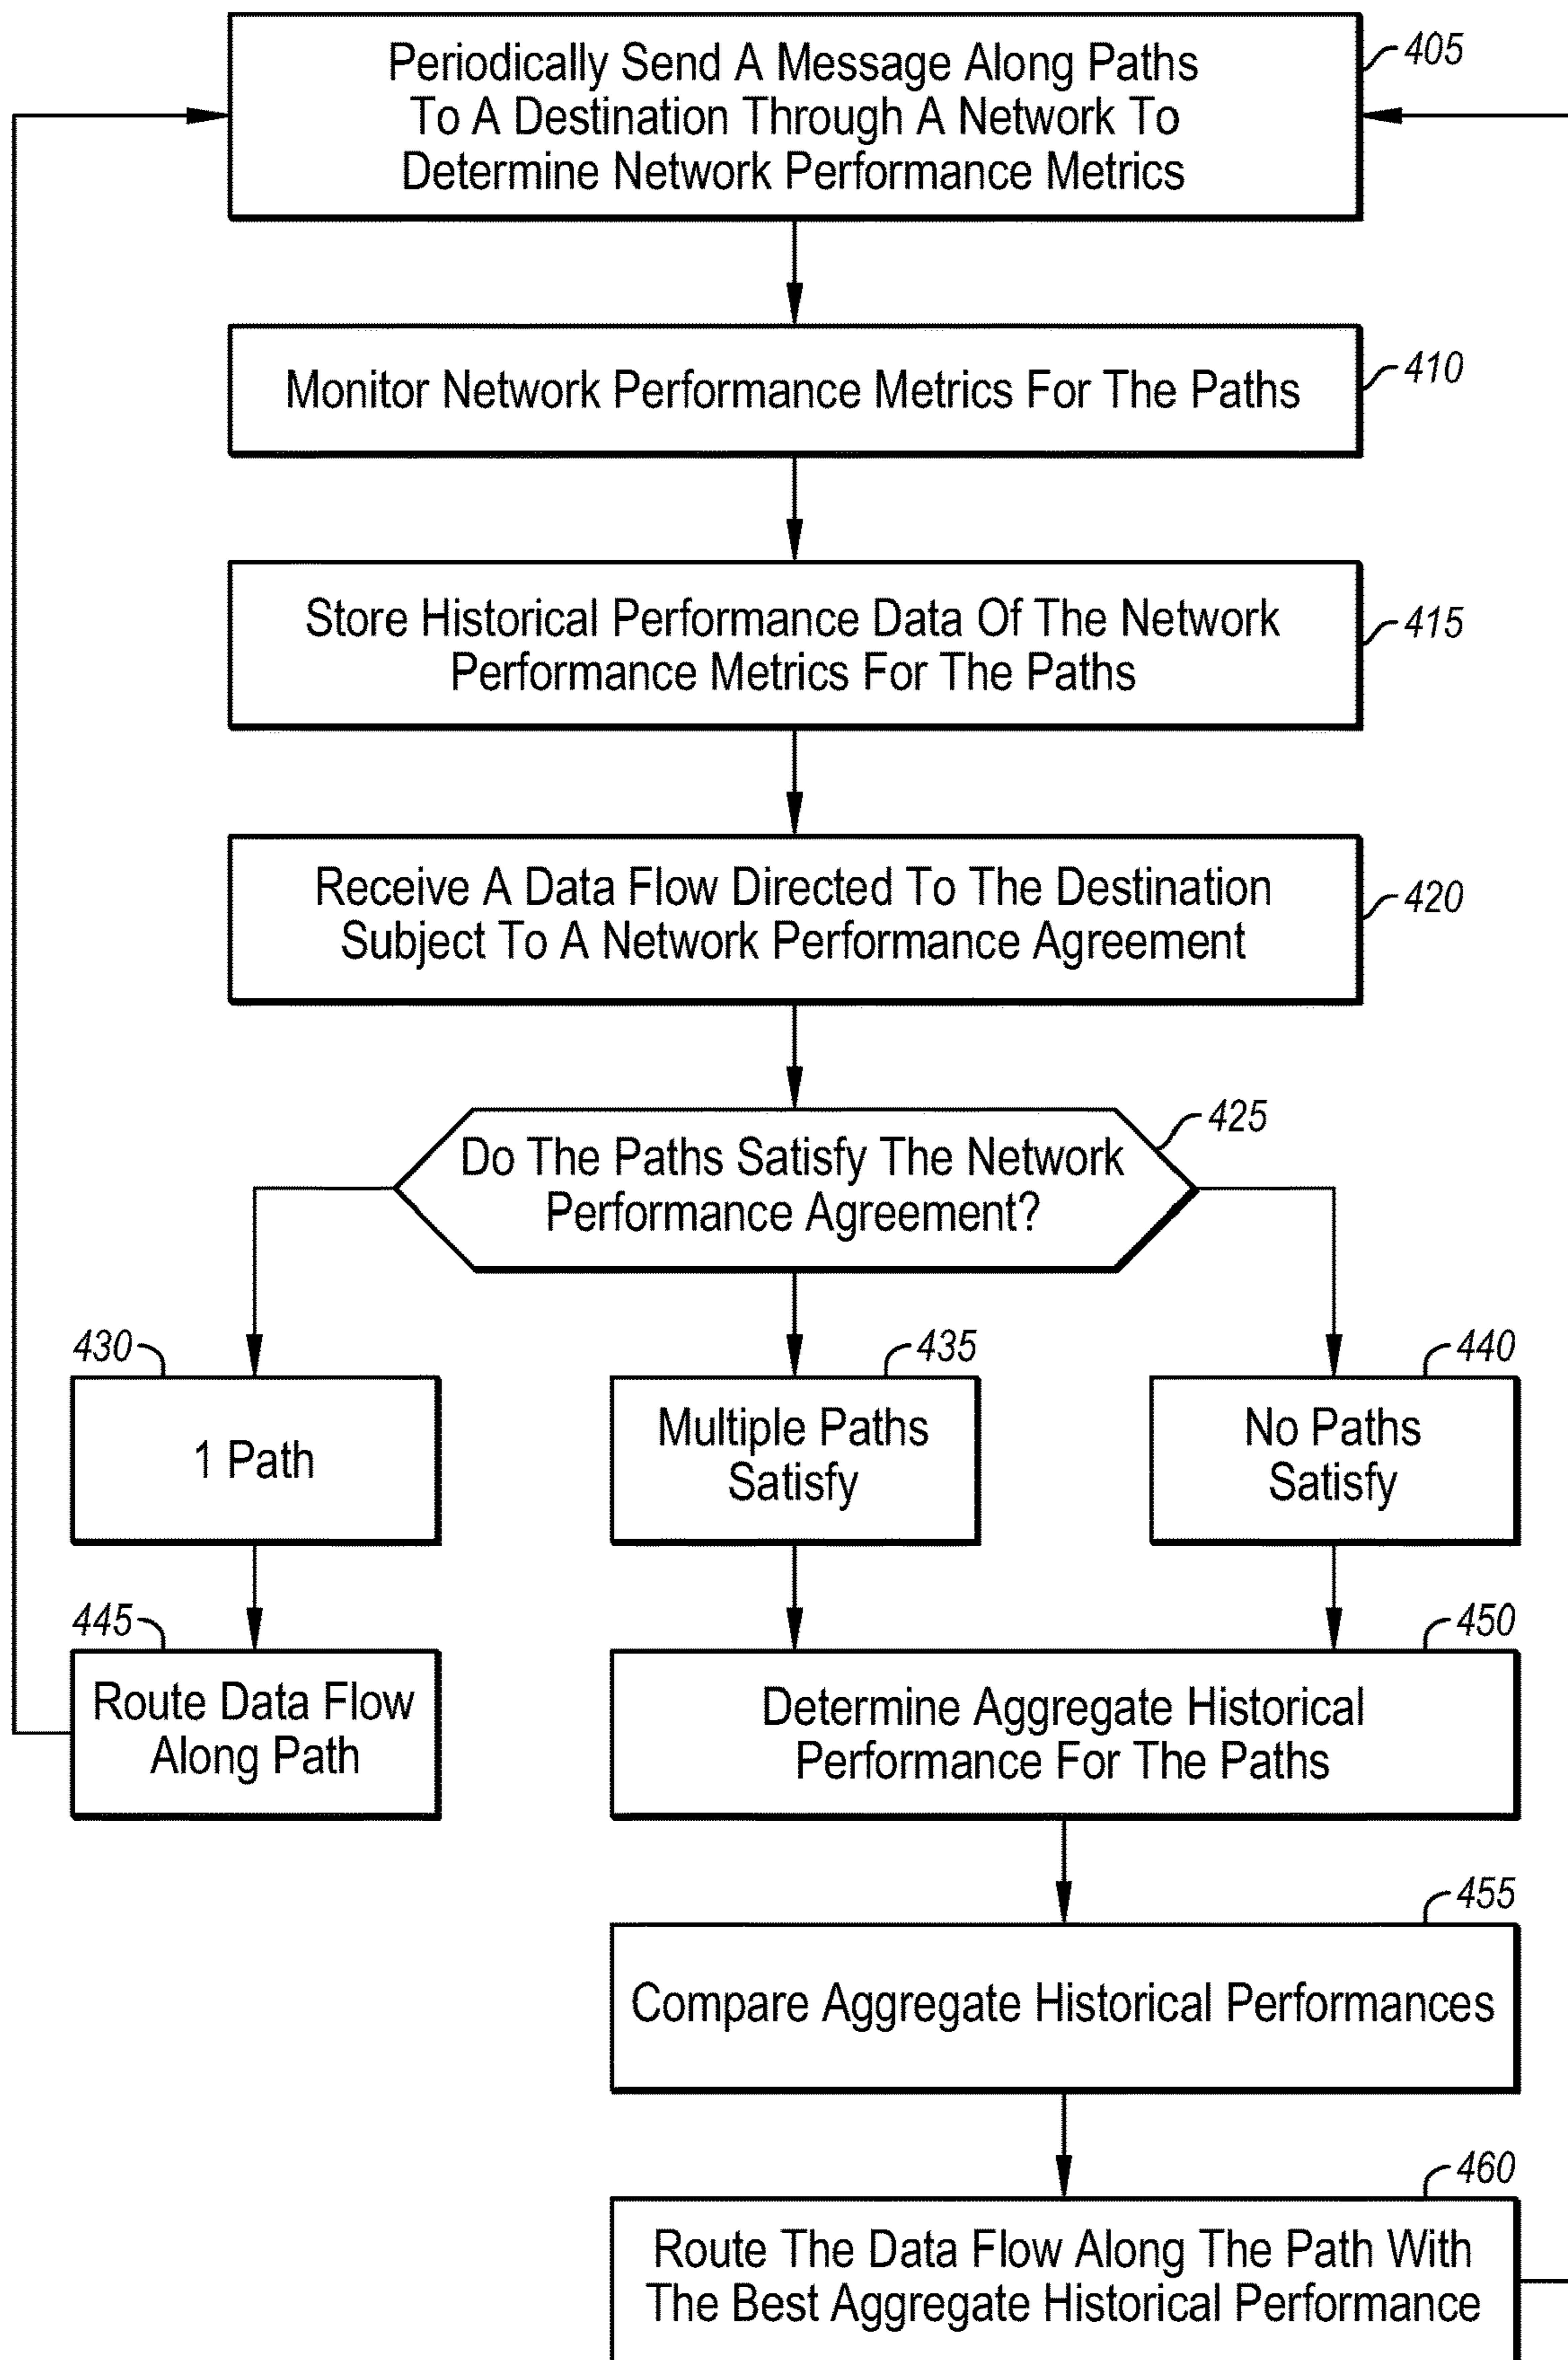 Periodically Send A Message Along Paths
To A Destination Through A Network To
Determine Network Performance Metrics
405
Monitor Network Performance Metrics For The Paths
410
Store Historical Performance Data Of The Network
Performance Metrics For The Paths
415
Receive A Data Flow Directed To The Destination
Subject To A Network Performance Agreement
420
Do The Paths Satisfy The Network
Performance Agreement?
425
430
1 Path
435
Multiple Paths
Satisfy
440
No Paths
Satisfy
445
Route Data Flow
Along Path
450
Determine Aggregate Historical
Performance For The Paths
455
Compare Aggregate Historical Performances
460
Route The Data Flow Along The Path With
The Best Aggregate Historical Performance